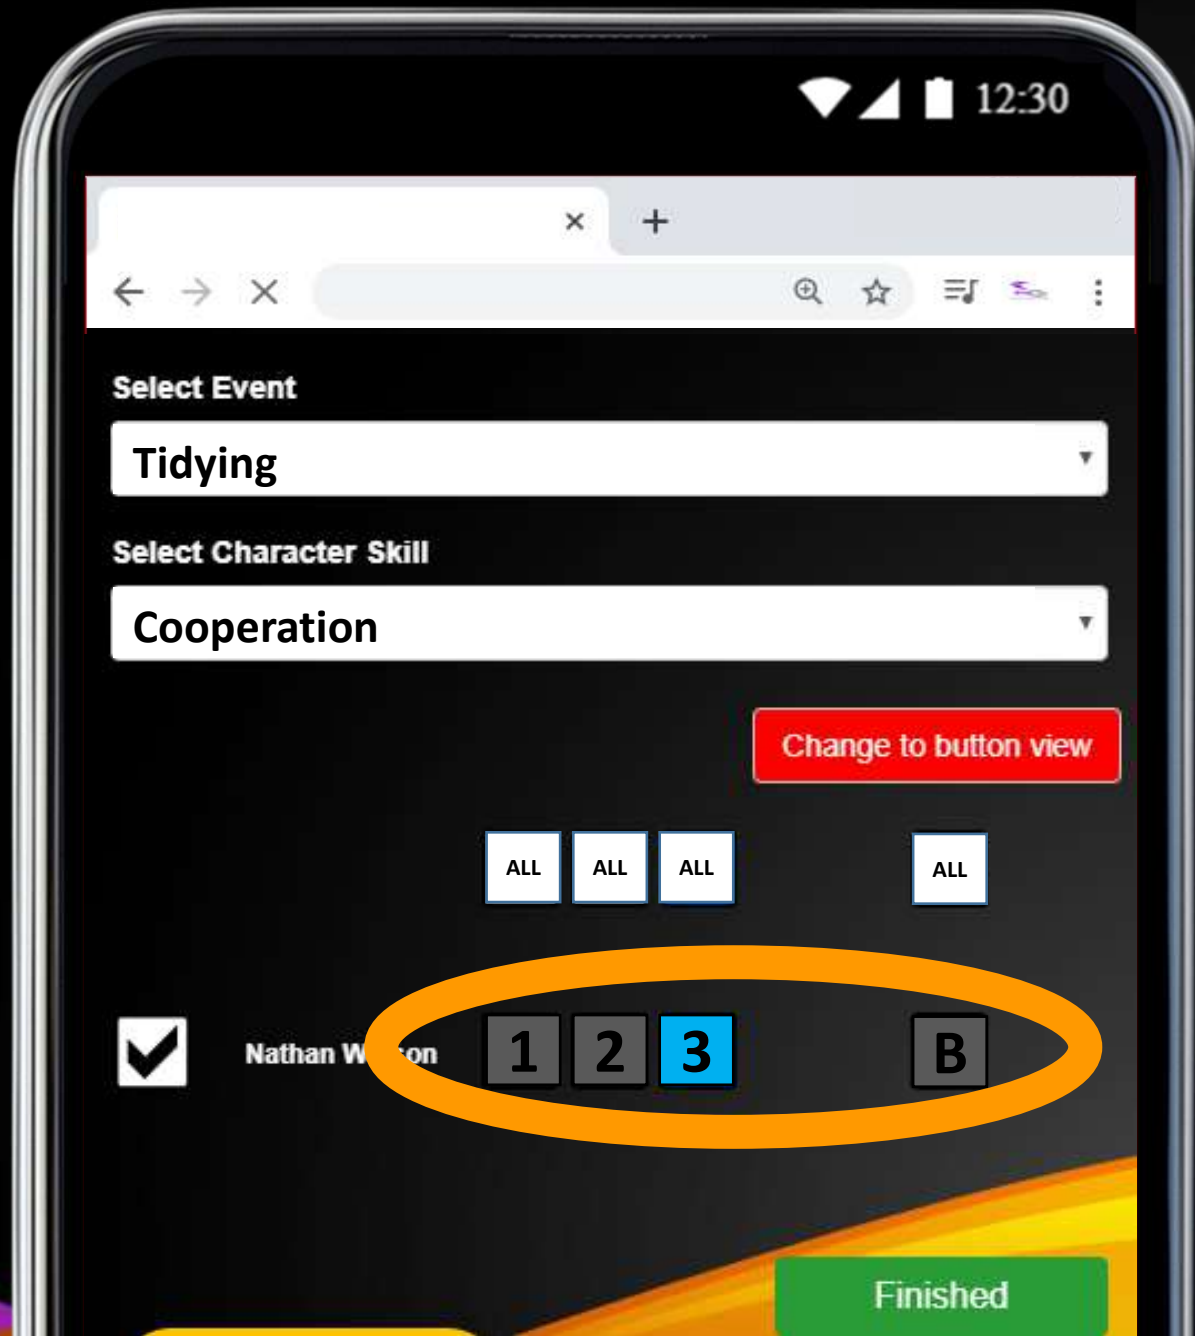 12:30
Select Event
Tidying
Select Character Skill
Cooperation
Change to button view
ALL ALL ALL ALL
Nathan 1 2 3 B
Finished